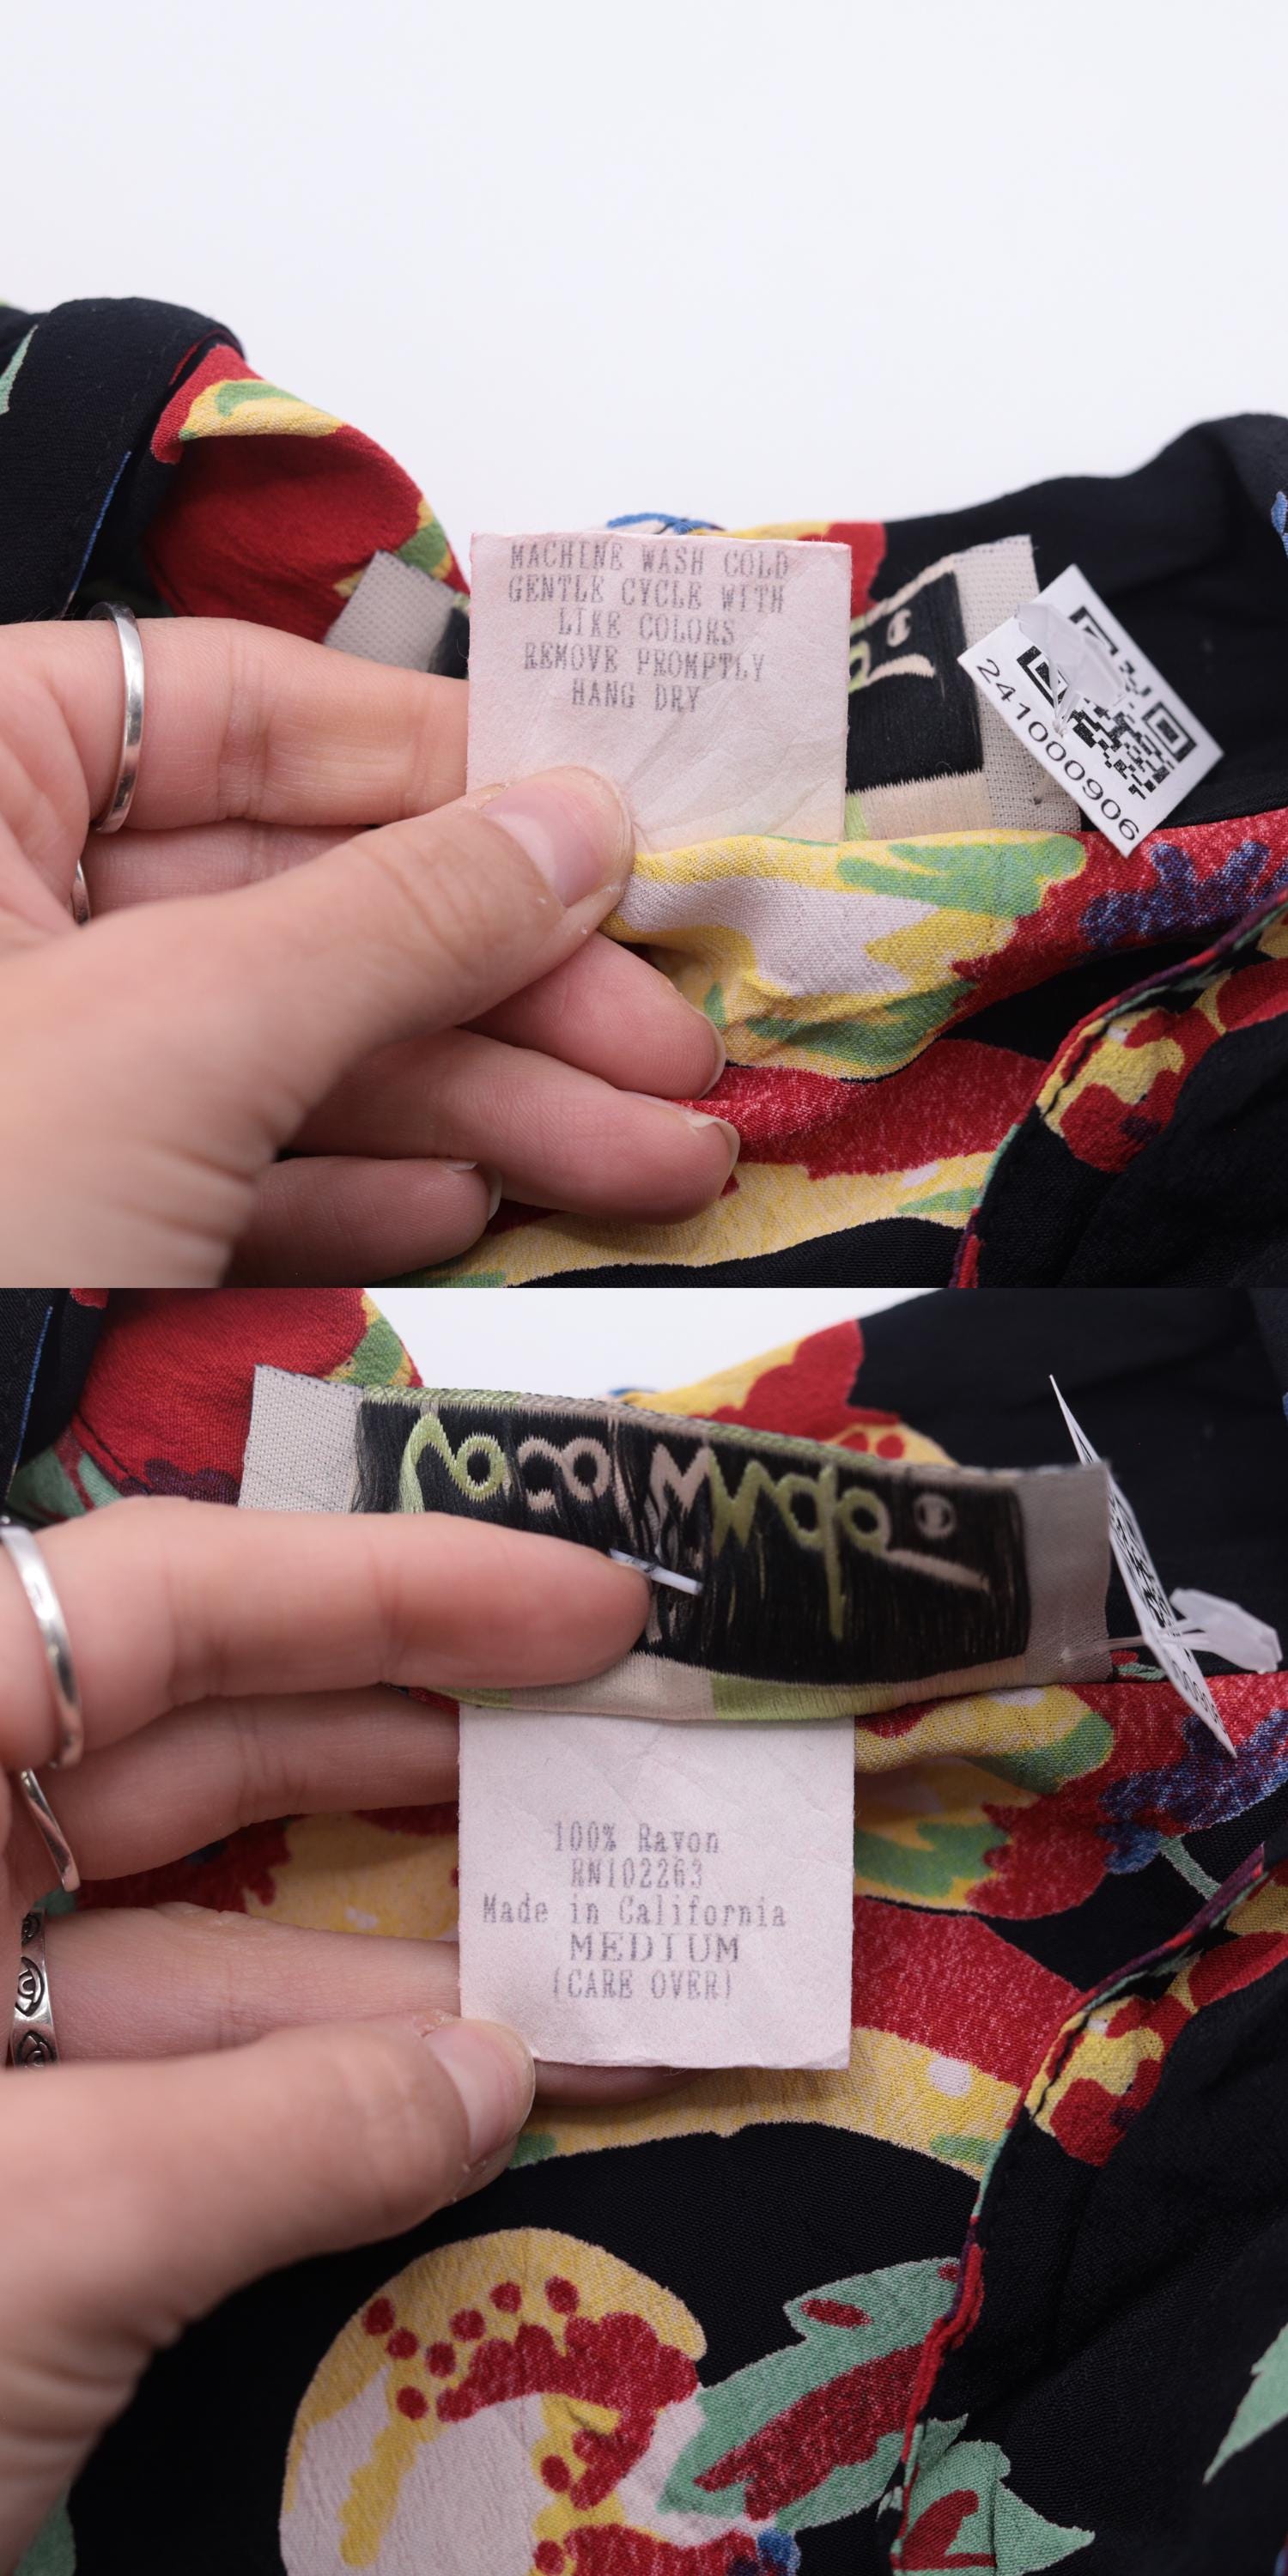 MACHINE WASH COLD
GENTLE CYCLE WITH
LIKE COLORS
REMOVE PROMPTLY
HANG DRY
241000906
100% Rayon
RN102263
Made in California
MEDIUM
(CARE OVER)